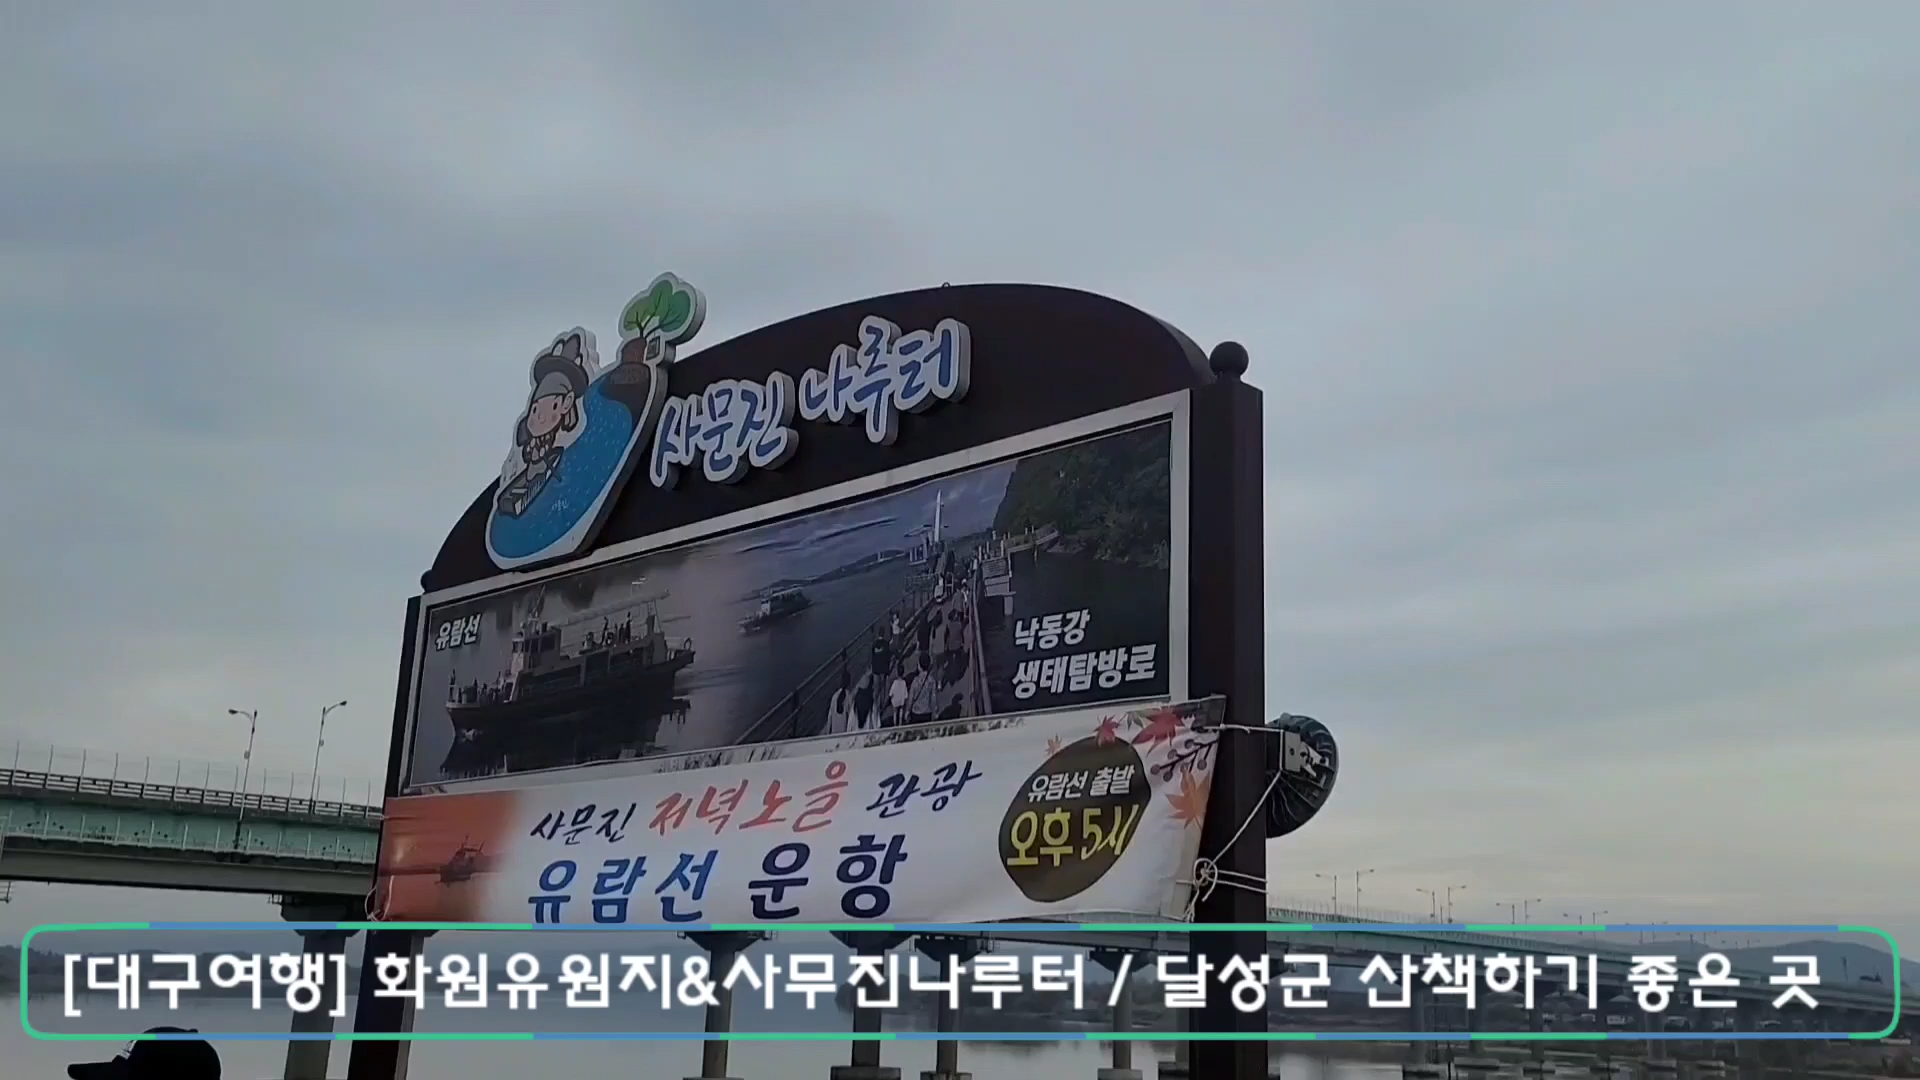 사문진 나루터
유람선
낙동강
생태탐방로
사문진 저녁노을 관광
유람선 운항
유람선 출발
오후 5시
[대구여행] 화원유원지&사무진나루터 / 달성군 산책하기 좋은 곳